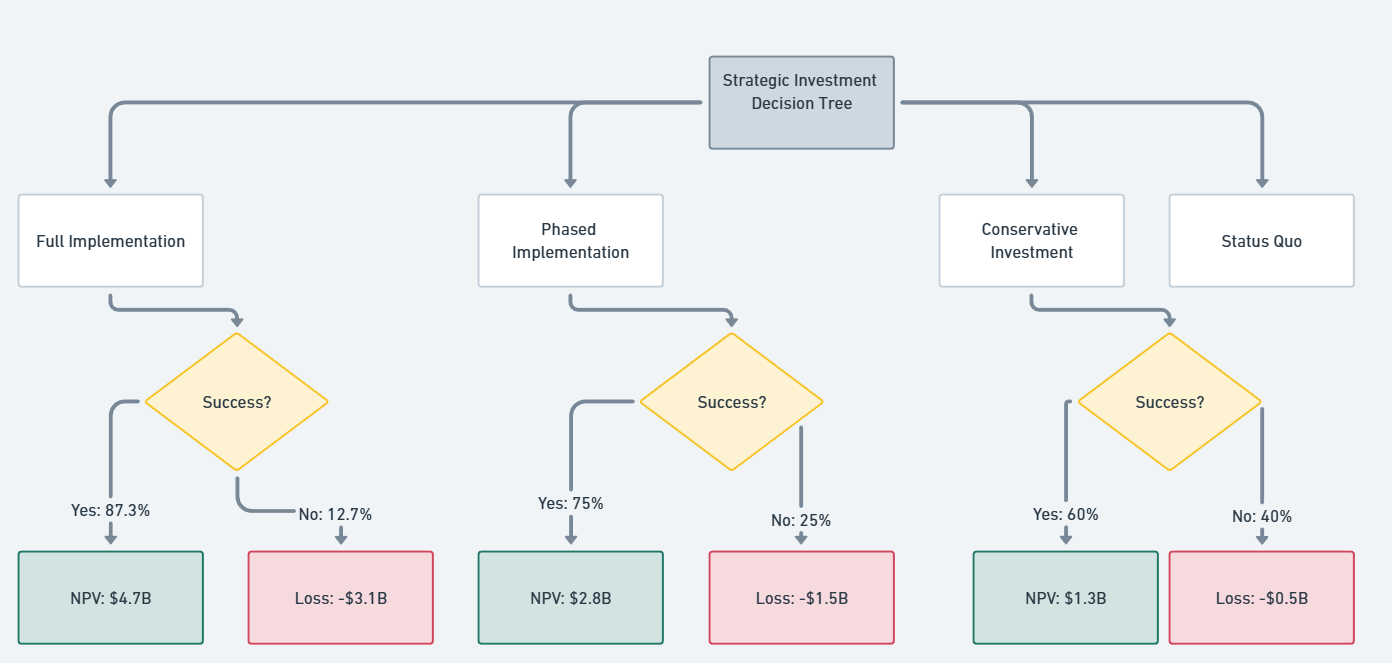 Strategic Investment
Decision Tree
Full Implementation
Phased
Implementation
Conservative
Investment
Status Quo
Success?
Success?
Success?
Yes: 87.3%
No: 12.7%
Yes: 75%
No: 25%
Yes: 60%
No: 40%
NPV: $4.7B
Loss: -$3.1B
NPV: $2.8B
Loss: -$1.5B
NPV: $1.3B
Loss: -$0.5B